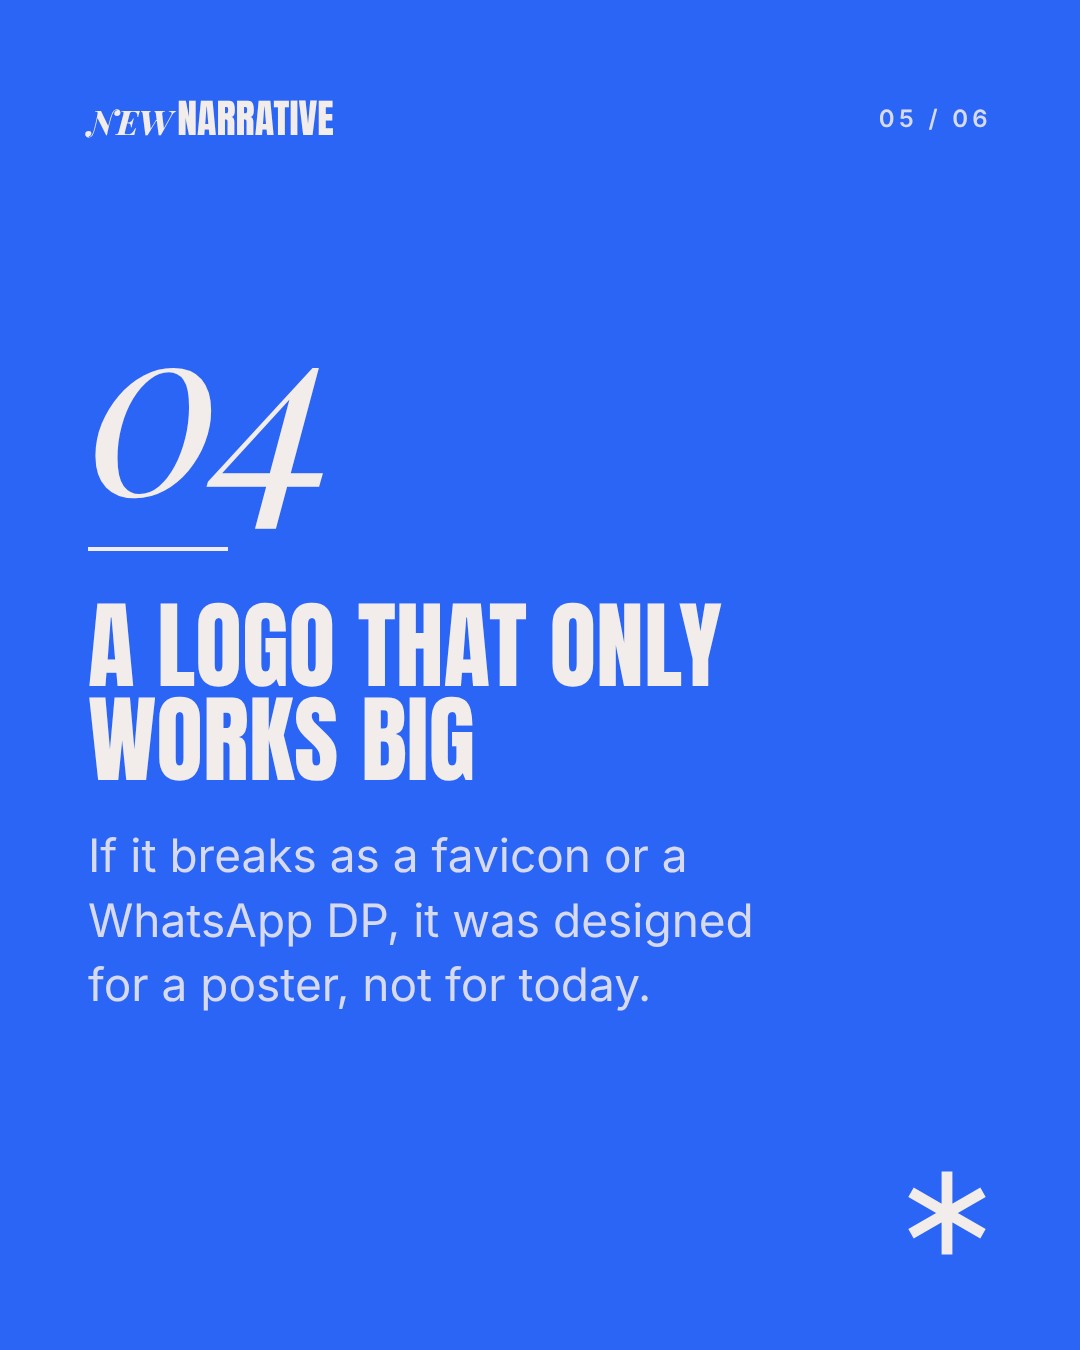 NEW NARRATIVE
05 / 06
04
A LOGO THAT ONLY
WORKS BIG
If it breaks as a favicon or a
WhatsApp DP, it was designed
for a poster, not for today.